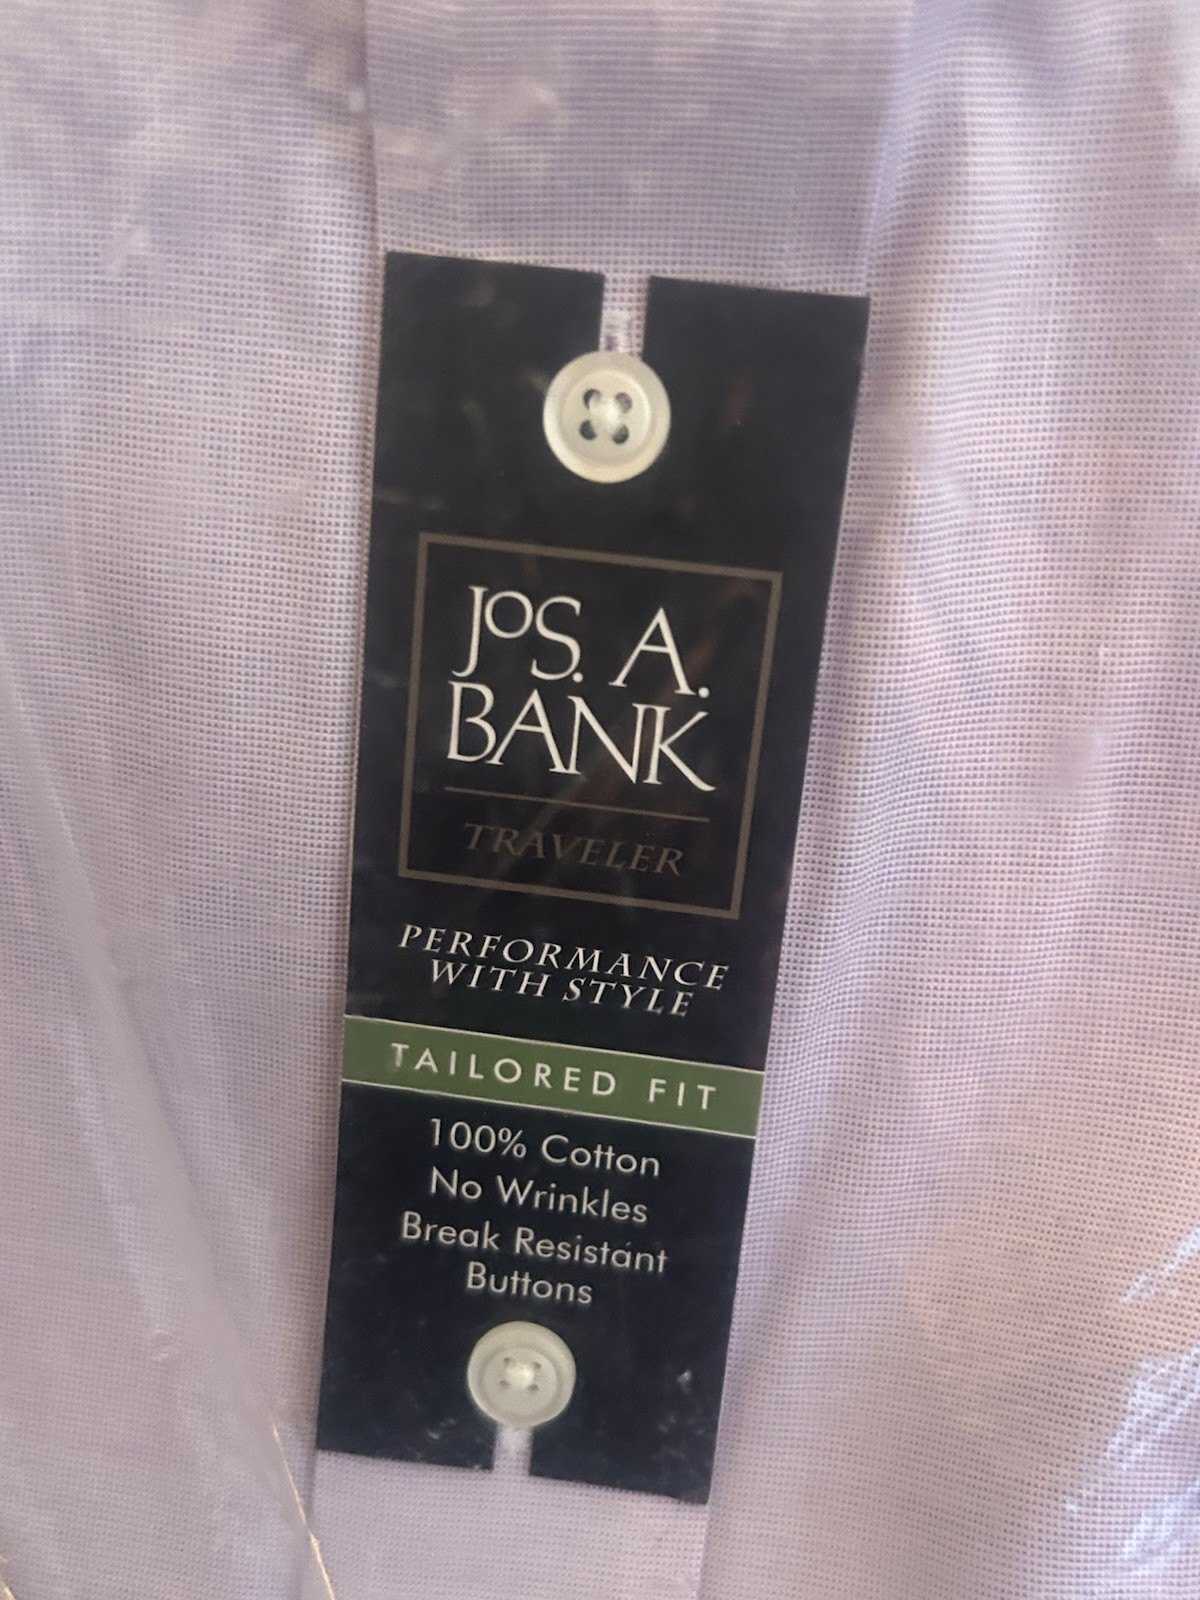 JOS. A.
BANK
TRAVELER
PERFORMANCE
WITH STYLE
TAILORED FIT
100% Cotton
No Wrinkles
Break Resistant
Buttons